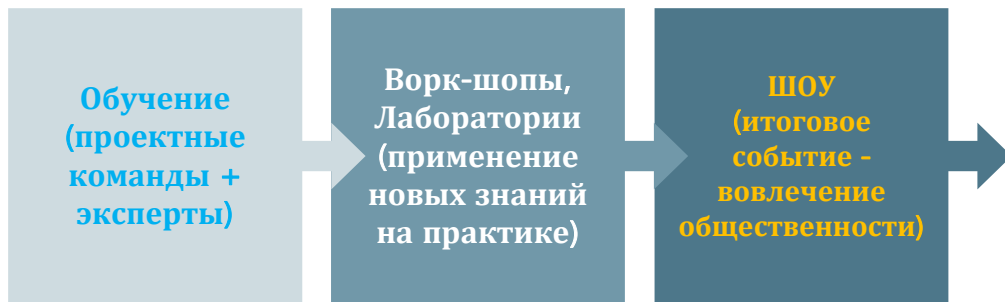 Обучение
(проектные
команды +
эксперты)
Ворк-шопы,
Лаборатории
(применение
новых знаний
на практике)
ШОУ
(итоговое
событие -
вовлечение
общественности)